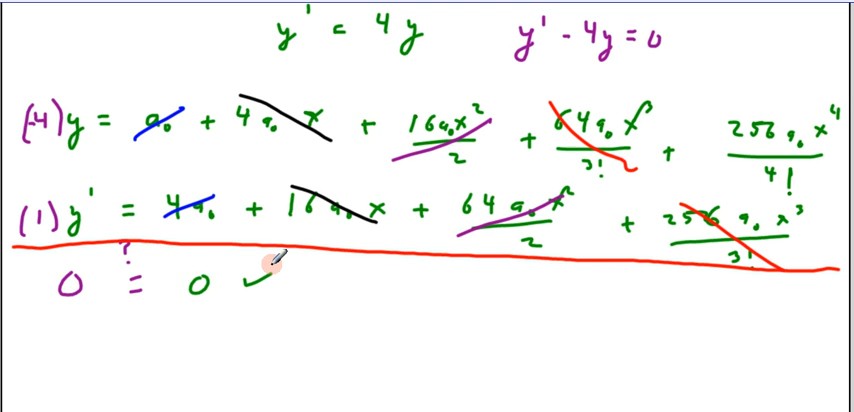 y' = 4y    y' - 4y = 0
(-4)y = a₀ + 4a₀x + 16a₀x²/2 + 64a₀x³/3! + 256a₀x⁴/4!
(1)y' = 4a₀ + 16a₀x + 64a₀x²/2 + 256a₀x³/3!
?
0 = 0 ✓